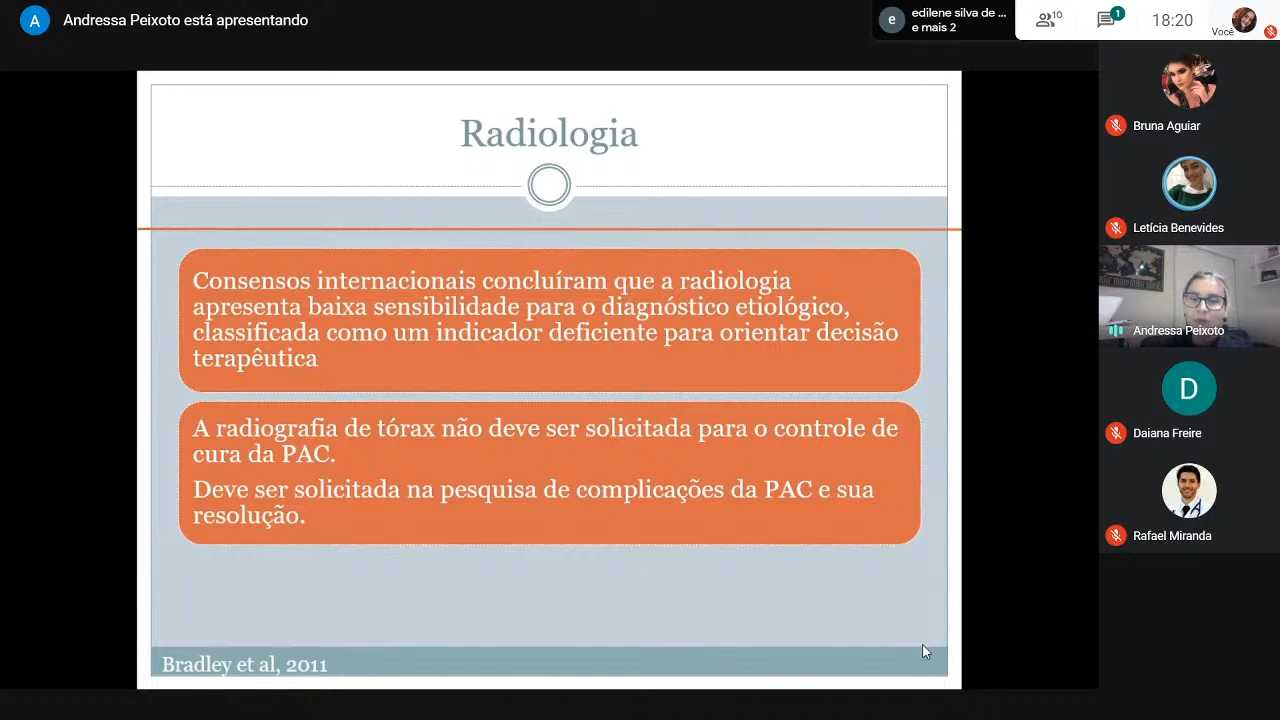 A
Andressa Peixoto está apresentando
e
edilene silva de ...
e mais 2
10
1
18:20
Você
Radiologia
Consensos internacionais concluíram que a radiologia
apresenta baixa sensibilidade para o diagnóstico etiológico,
classificada como um indicador deficiente para orientar decisão
terapêutica
A radiografia de tórax não deve ser solicitada para o controle de
cura da PAC.
Deve ser solicitada na pesquisa de complicações da PAC e sua
resolução.
Bradley et al, 2011
Bruna Aguiar
Letícia Benevides
Andressa Peixoto
D
Daiana Freire
Rafael Miranda